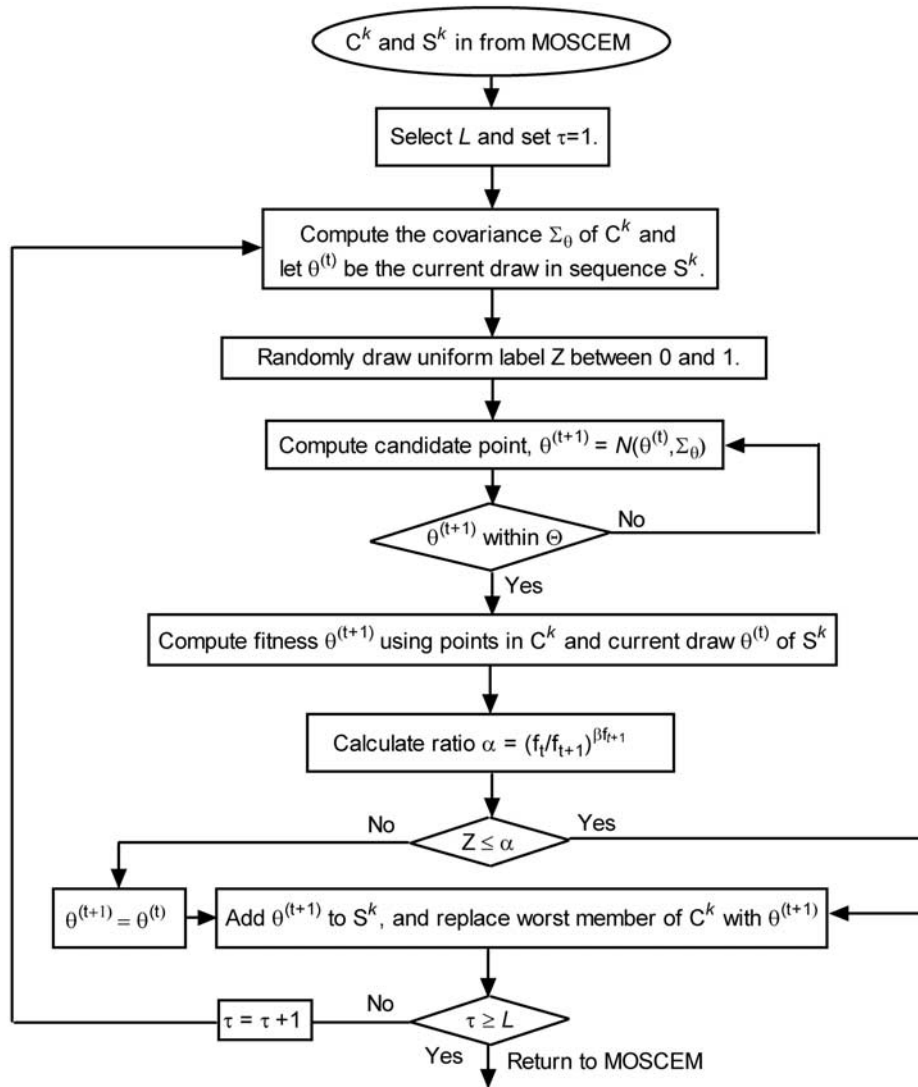 C^k and S^k in from MOSCEM
Select L and set τ=1.
Compute the covariance Σ_θ of C^k and
let θ^(t) be the current draw in sequence S^k.
Randomly draw uniform label Z between 0 and 1.
Compute candidate point, θ^(t+1) = N(θ^(t),Σ_θ)
θ^(t+1) within Θ
No
Yes
Compute fitness θ^(t+1) using points in C^k and current draw θ^(t) of S^k
Calculate ratio α = (f_t/f_t+1)^βf_t+1
No
Z ≤ α
Yes
θ^(t+1) = θ^(t)
Add θ^(t+1) to S^k, and replace worst member of C^k with θ^(t+1)
τ = τ +1
No
τ ≥ L
Yes
Return to MOSCEM